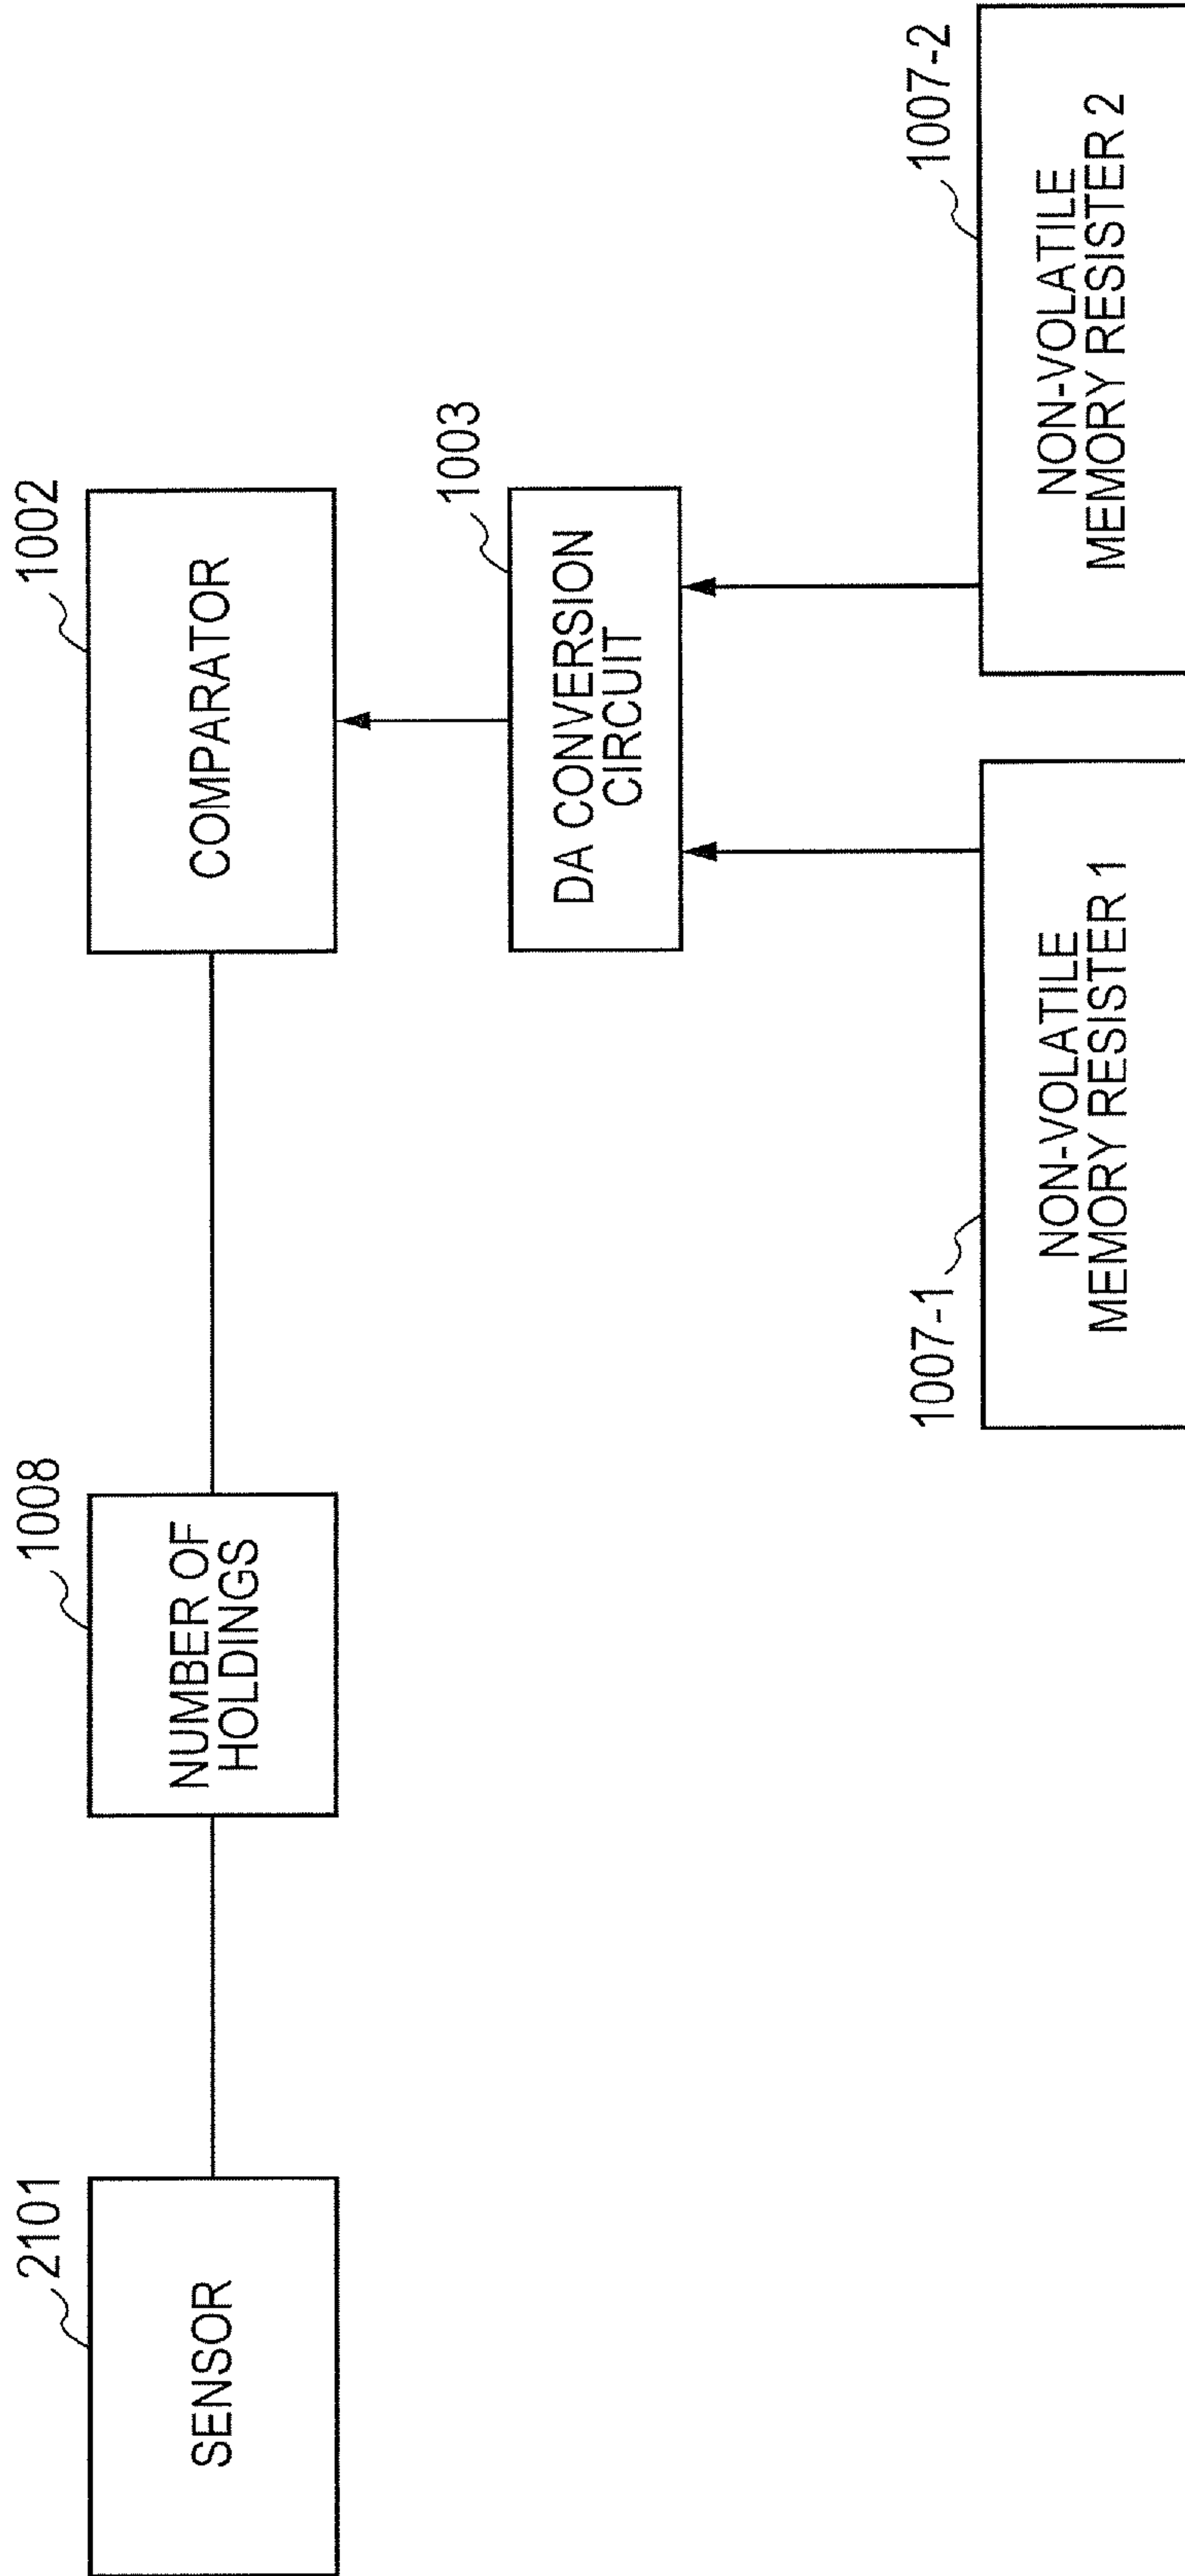 2101
SENSOR
1008
NUMBER OF
HOLDINGS
1002
COMPARATOR
1003
DA CONVERSION
CIRCUIT
1007-1
NON-VOLATILE
MEMORY RESISTER 1
1007-2
NON-VOLATILE
MEMORY RESISTER 2